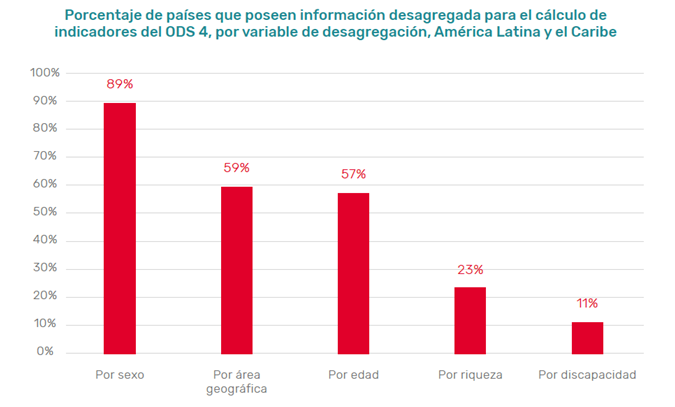 Porcentaje de países que poseen información desagregada para el cálculo de
indicadores del ODS 4, por variable de desagregación, América Latina y el Caribe
100%
90%
80%
70%
60%
50%
40%
30%
20%
10%
0%
89%
59%
57%
23%
11%
Por sexo
Por área
geográfica
Por edad
Por riqueza
Por discapacidad